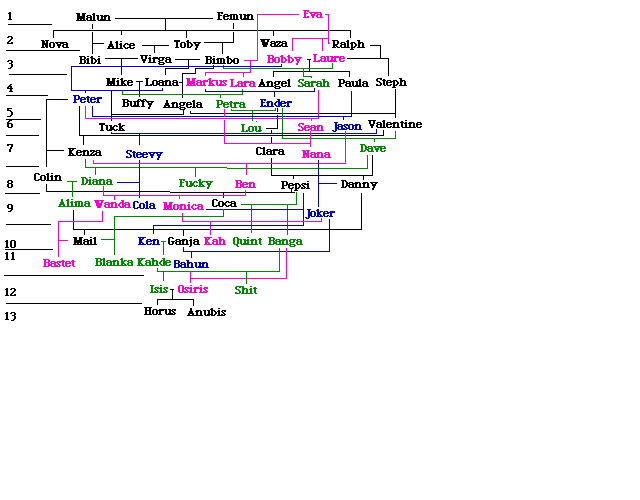 1 Malun Femun Eva
2 Nova Alice Toby Waza Ralph
Bibi Virga Bimbo Bobby Laure
3
Mike Loana Markus Lara Angel Sarah Paula Steph
4
Peter Buffy Angela Petra Ender
5
6 Tuck Lou Sean Jason Valentine
7 Kenza Steevy Clara Nana Dave
8 Colin Diana Fucky Ben Pepsi Danny
9 Alima Wanda Cola Monica Coca Joker
10 Mail Ken Ganja Kah Quint Banga
11 Bastet Blanka Kahde Bahun
12 Isis Osiris Shit
13 Horus Anubis